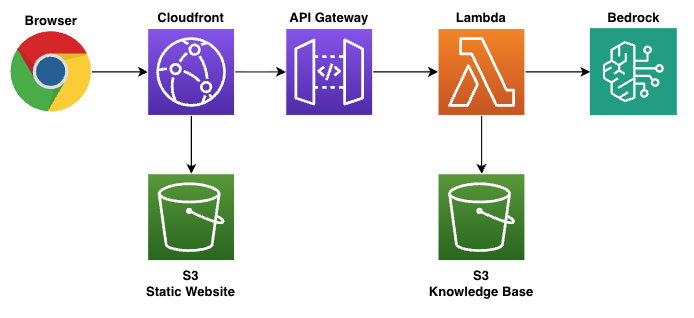 Browser
Cloudfront
API Gateway
Lambda
Bedrock
</>
S3
Static Website
S3
Knowledge Base